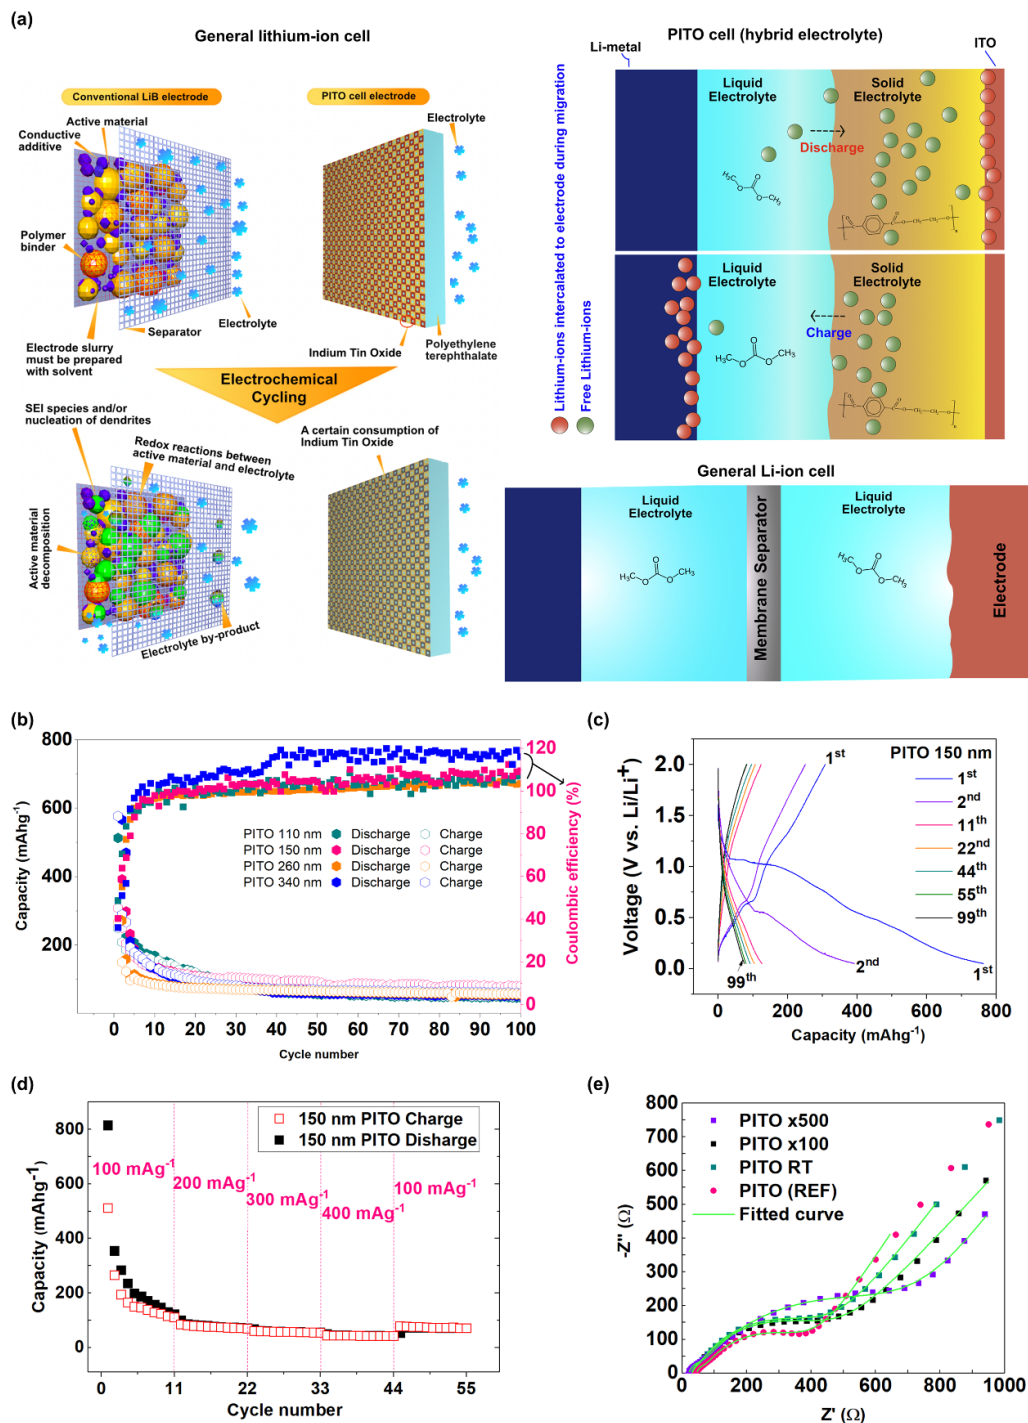 (a)
General lithium-ion cell
Conventional LiB electrode
PITO cell electrode
Active material
Conductive
additive
Electrolyte
Polymer
binder
Separator
Electrolyte
Electrode slurry
must be prepared
with solvent
Indium Tin Oxide
Polyethylene
terephthalate
Electrochemical
Cycling
SEI species and/or
nucleation of dendrites
Redox reactions between
active material and electrolyte
A certain consumption of
Indium Tin Oxide
Active material
decomposition
Electrolyte by-product
PITO cell (hybrid electrolyte)
Li-metal
ITO
Liquid
Electrolyte
Solid
Electrolyte
Discharge
Liquid
Electrolyte
Solid
Electrolyte
Charge
H₃C
CH₃
O
Lithium-ions intercalated to electrode during migration
Free Lithium-ions
General Li-ion cell
Liquid
Electrolyte
Membrane Separator
Liquid
Electrolyte
Electrode
H₃C
CH₃
H₃C
CH₃
(b)
Capacity (mAhg⁻¹)
800
600
400
200
PITO 110 nm Discharge Charge
PITO 150 nm Discharge Charge
PITO 260 nm Discharge Charge
PITO 340 nm Discharge Charge
120
100
80
60
40
20
0
Coulombic efficiency (%)
0 10 20 30 40 50 60 70 80 90 100
Cycle number
(c)
Voltage (V vs. Li/Li⁺)
2.0
1.5
1.0
0.5
0.0
1st
PITO 150 nm
1st
2nd
11th
22nd
44th
55th
99th
99th
2nd
1st
0 200 400 600 800
Capacity (mAhg⁻¹)
(d)
Capacity (mAhg⁻¹)
800
600
400
200
0
150 nm PITO Charge
150 nm PITO Disharge
100 mAg⁻¹
200 mAg⁻¹
300 mAg⁻¹
400 mAg⁻¹
100 mAg⁻¹
0 11 22 33 44 55
Cycle number
(e)
-Z'' (Ω)
800
700
600
500
400
300
200
100
0
PITO x500
PITO x100
PITO RT
PITO (REF)
Fitted curve
0 200 400 600 800 1000
Z' (Ω)